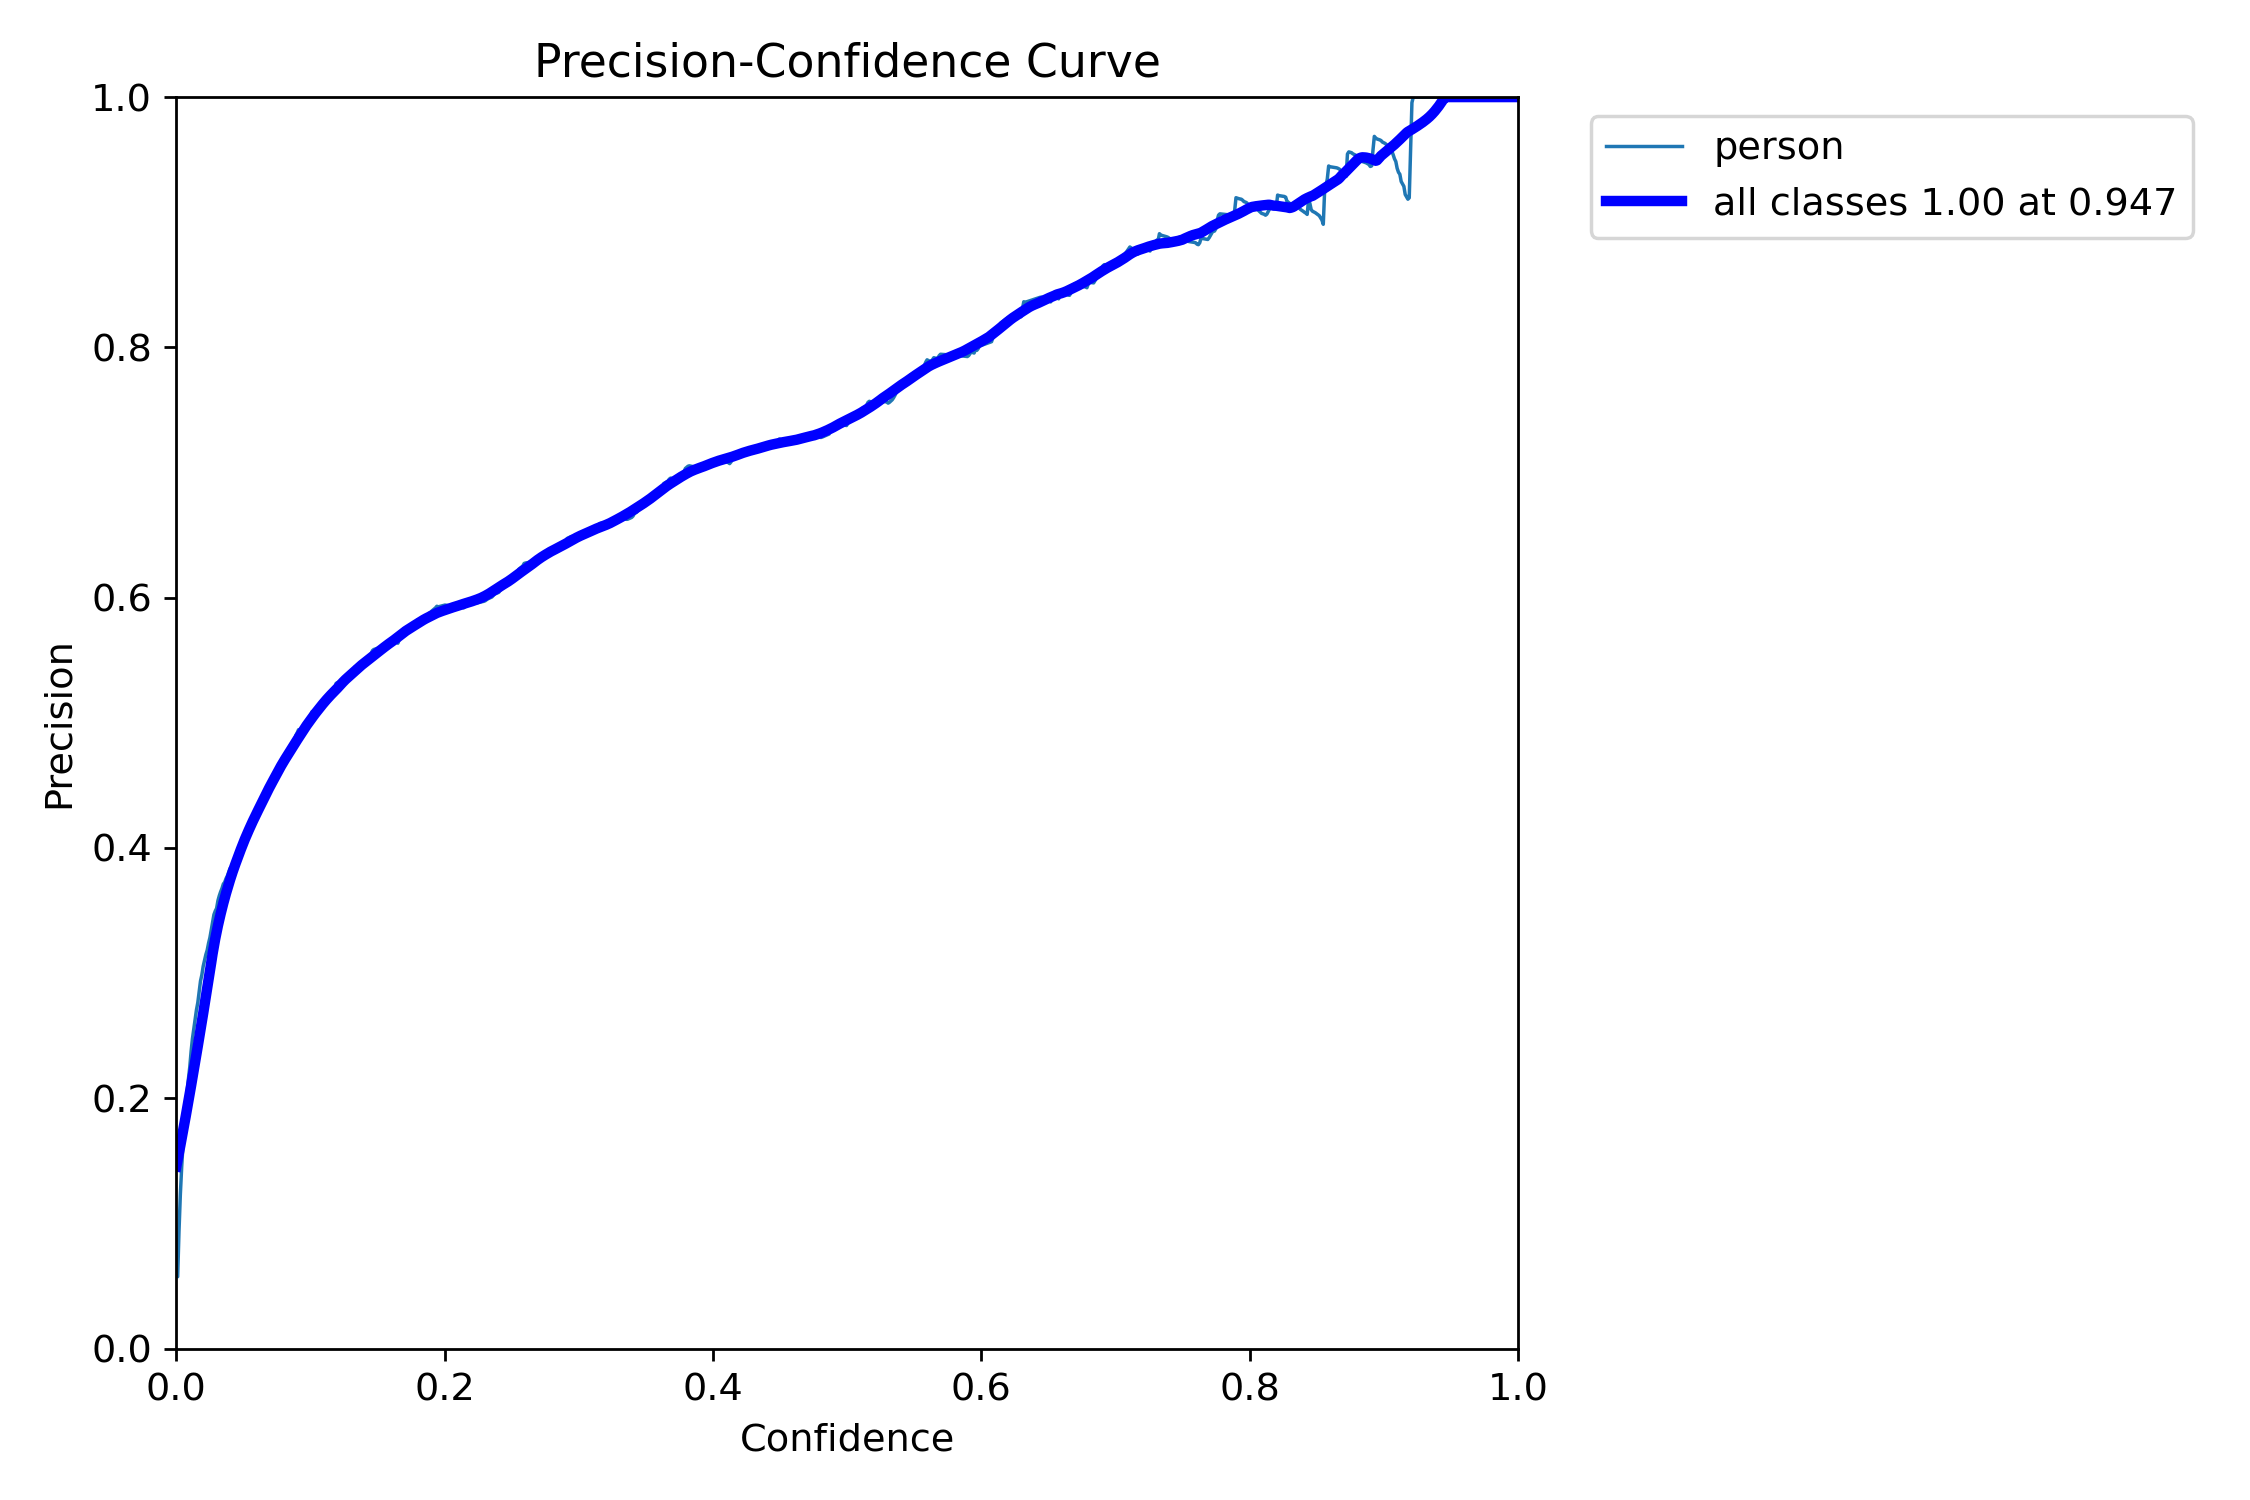 Precision-Confidence Curve
1.0
0.8
0.6
0.4
0.2
0.0
Precision
0.0 0.2 0.4 0.6 0.8 1.0
Confidence
person
all classes 1.00 at 0.947